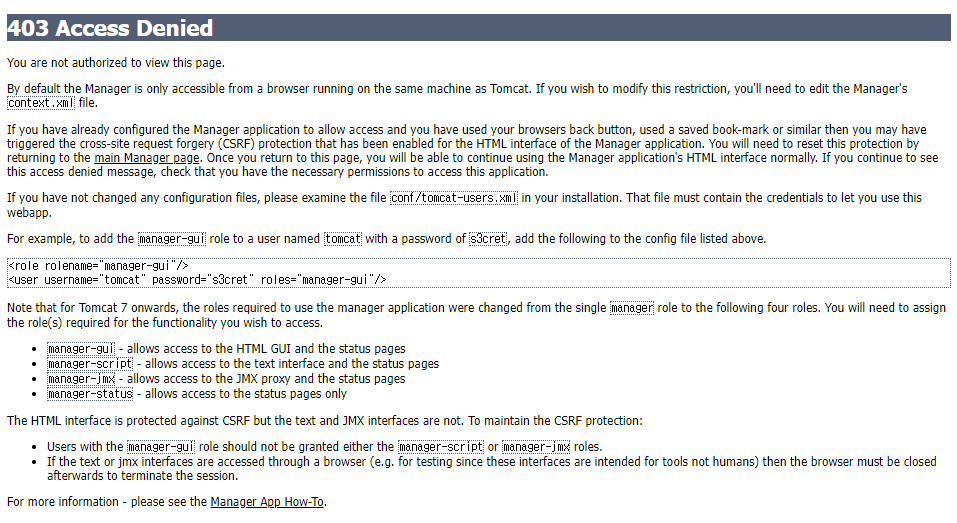 403 Access Denied
You are not authorized to view this page.
By default the Manager is only accessible from a browser running on the same machine as Tomcat. If you wish to modify this restriction, you'll need to edit the Manager's
context.xml file.
If you have already configured the Manager application to allow access and you have used your browsers back button, used a saved book-mark or similar then you may have
triggered the cross-site request forgery (CSRF) protection that has been enabled for the HTML interface of the Manager application. You will need to reset this protection by
returning to the main Manager page. Once you return to this page, you will be able to continue using the Manager application's HTML interface normally. If you continue to see
this access denied message, check that you have the necessary permissions to access this application.
If you have not changed any configuration files, please examine the file conf/tomcat-users.xml in your installation. That file must contain the credentials to let you use this
webapp.
For example, to add the manager-gui role to a user named tomcat with a password of s3cret, add the following to the config file listed above.
<role rolename="manager-gui"/>
<user username="tomcat" password="s3cret" roles="manager-gui"/>
Note that for Tomcat 7 onwards, the roles required to use the manager application were changed from the single manager role to the following four roles. You will need to assign
the role(s) required for the functionality you wish to access.
• manager-gui - allows access to the HTML GUI and the status pages
• manager-script - allows access to the text interface and the status pages
• manager-jmx - allows access to the JMX proxy and the status pages
• manager-status - allows access to the status pages only
The HTML interface is protected against CSRF but the text and JMX interfaces are not. To maintain the CSRF protection:
• Users with the manager-gui role should not be granted either the manager-script or manager-jmx roles.
• If the text or jmx interfaces are accessed through a browser (e.g. for testing since these interfaces are intended for tools not humans) then the browser must be closed
afterwards to terminate the session.
For more information - please see the Manager App How-To.